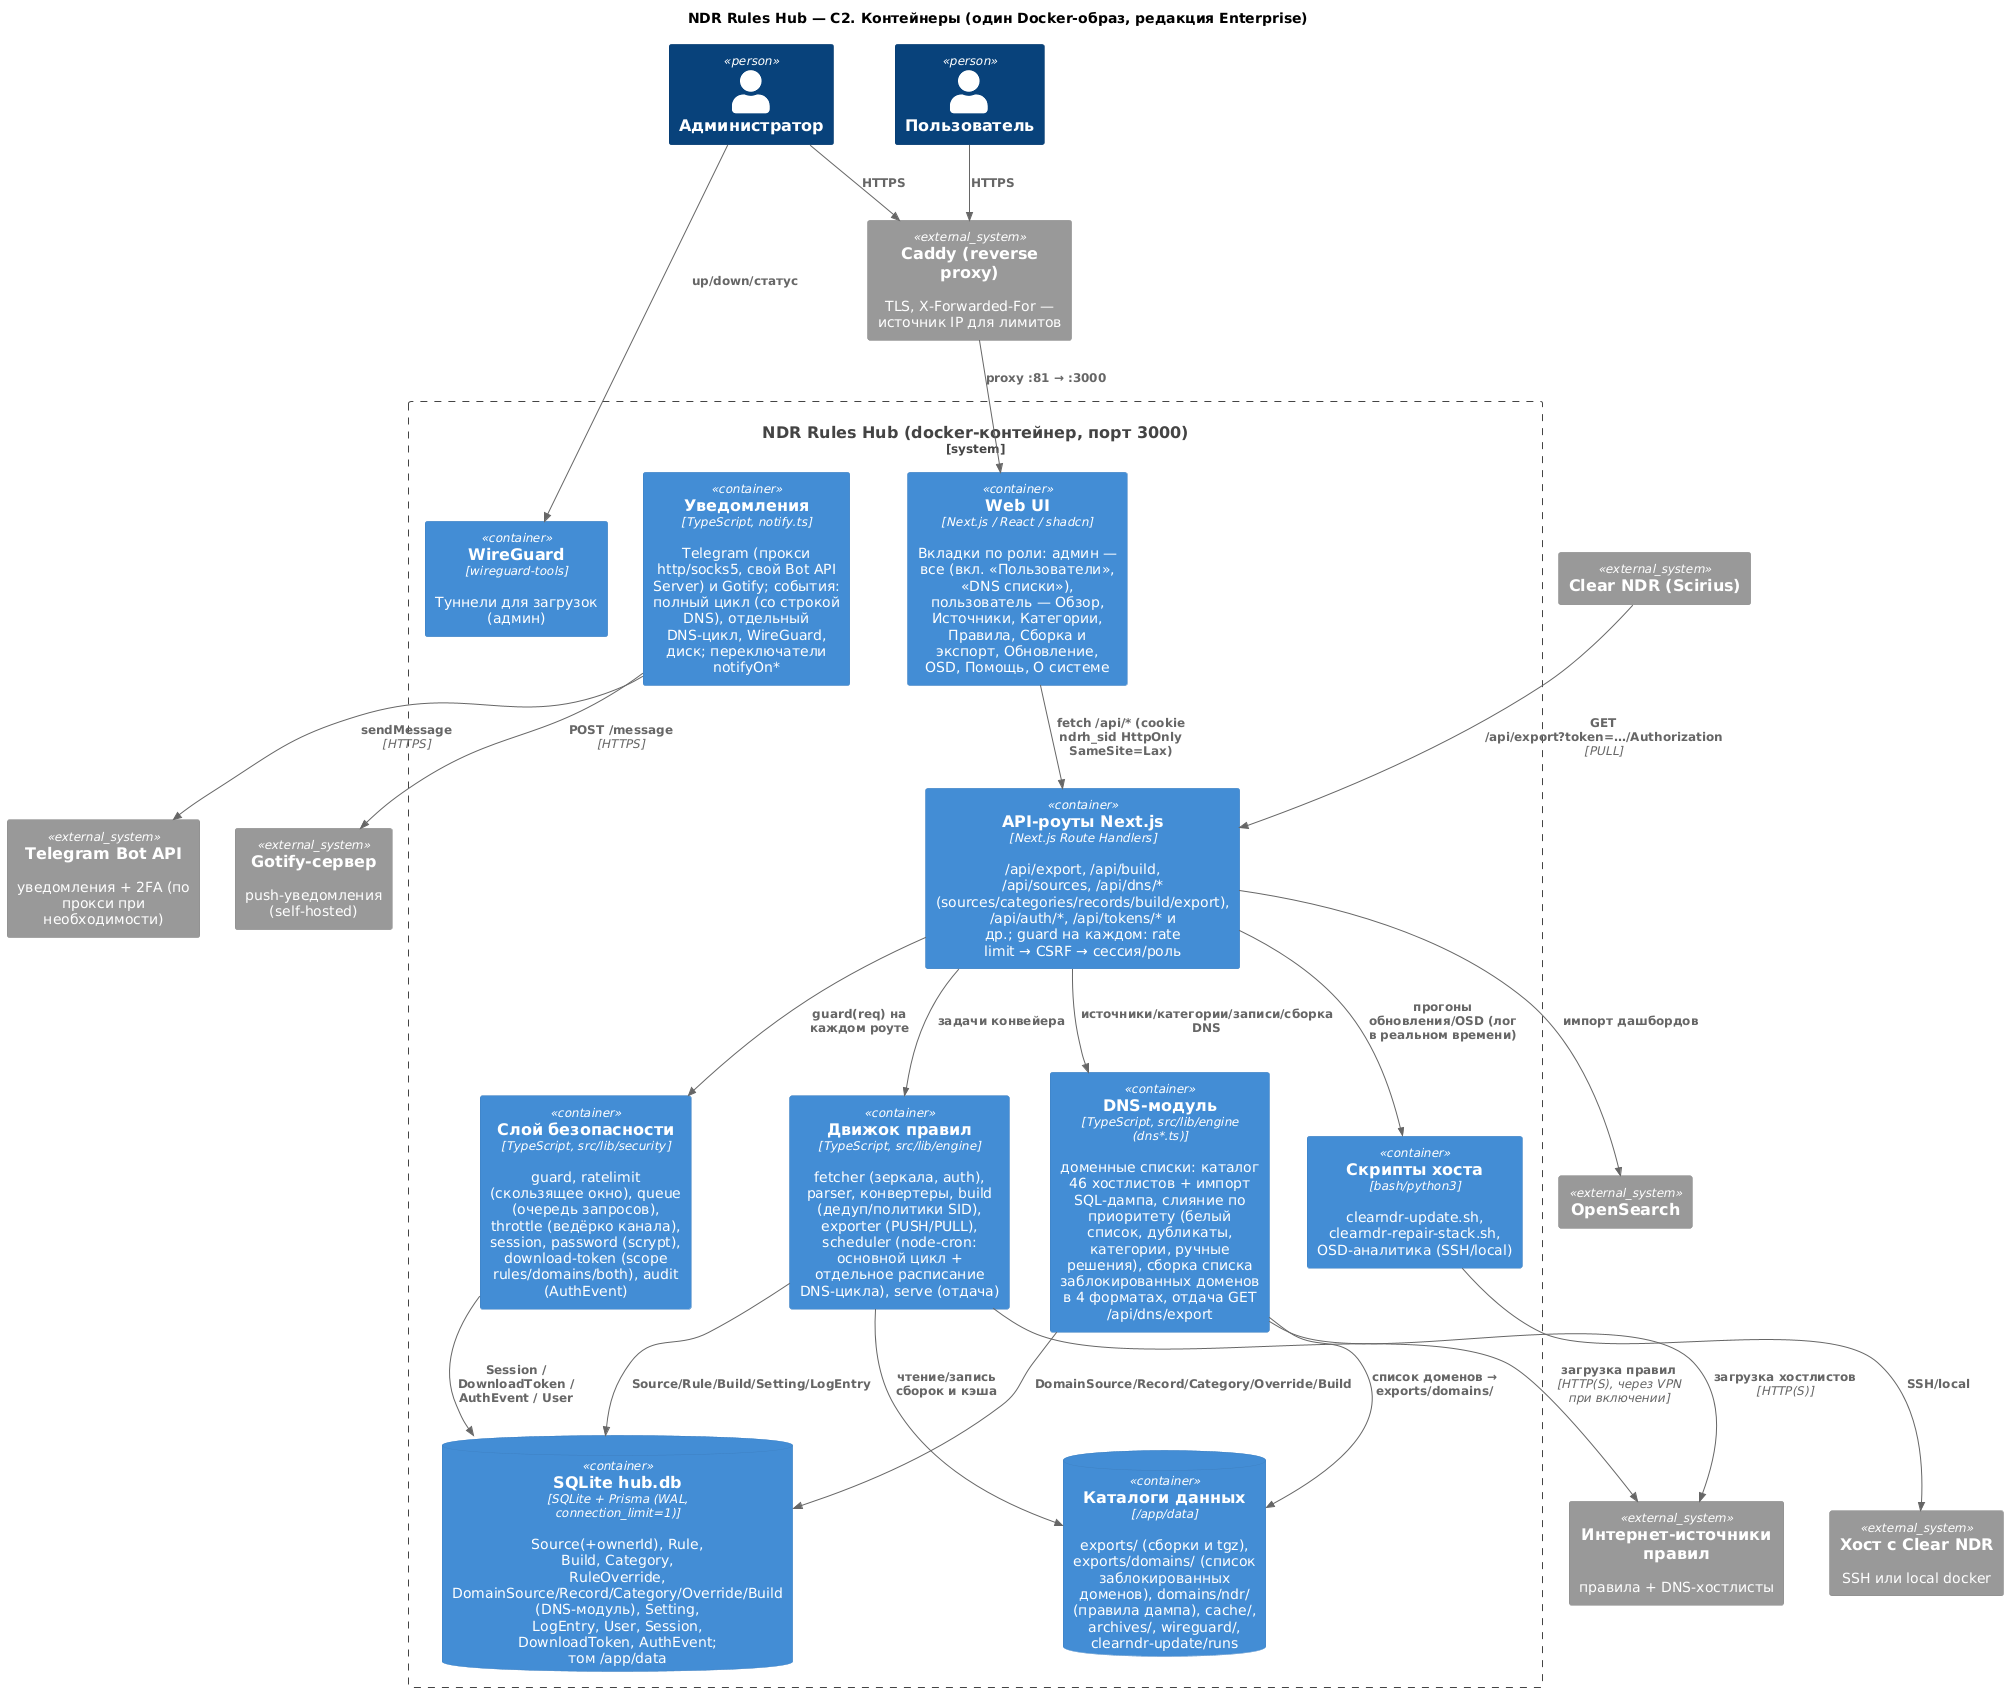 NDR Rules Hub — C2. Контейнеры (один Docker-образ, редакция Enterprise)
«person»
Администратор
«person»
Пользователь
HTTPS
HTTPS
«external_system»
Caddy (reverse
proxy)
TLS, X-Forwarded-For —
источник IP для лимитов
up/down/статус
proxy :81 → :3000
NDR Rules Hub (docker-контейнер, порт 3000)
[system]
«container»
WireGuard
[wireguard-tools]
Туннели для загрузок
(админ)
«container»
Уведомления
[TypeScript, notify.ts]
Telegram (прокси
http/socks5, свой Bot API
Server) и Gotify; события:
полный цикл (со строкой
DNS), отдельный
DNS-цикл, WireGuard,
диск; переключатели
notifyOn*
«container»
Web UI
[Next.js / React / shadcn]
Вкладки по роли: админ —
все (вкл. «Пользователи»,
«DNS списки»),
пользователь — Обзор,
Источники, Категории,
Правила, Сборка и
экспорт, Обновление,
OSD, Помощь, О системе
«external_system»
Clear NDR (Scirius)
sendMessage
[HTTPS]
POST /message
[HTTPS]
fetch /api/* (cookie
ndrh_sid HttpOnly
SameSite=Lax)
GET
/api/export?token=…/Authorization
[PULL]
«external_system»
Telegram Bot API
уведомления + 2FA (по
прокси при
необходимости)
«external_system»
Gotify-сервер
push-уведомления
(self-hosted)
«container»
API-роуты Next.js
[Next.js Route Handlers]
/api/export, /api/build,
/api/sources, /api/dns/*
(sources/categories/records/build/export),
/api/auth/*, /api/tokens/* и
др.; guard на каждом: rate
limit → CSRF → сессия/роль
guard(req) на
каждом роуте
задачи конвейера
источники/категории/записи/сборка
DNS
прогоны
обновления/OSD (лог
в реальном времени)
импорт дашбордов
«container»
Слой безопасности
[TypeScript, src/lib/security]
guard, ratelimit
(скользящее окно), queue
(очередь запросов),
throttle (ведёрко канала),
session, password (scrypt),
download-token (scope
rules/domains/both), audit
(AuthEvent)
«container»
Движок правил
[TypeScript, src/lib/engine]
fetcher (зеркала, auth),
parser, конвертеры, build
(дедуп/политики SID),
exporter (PUSH/PULL),
scheduler (node-cron:
основной цикл +
отдельное расписание
DNS-цикла), serve (отдача)
«container»
DNS-модуль
[TypeScript, src/lib/engine
(dns*.ts)]
доменные списки: каталог
46 хостлистов + импорт
SQL-дампа, слияние по
приоритету (белый
список, дубликаты,
категории, ручные
решения), сборка списка
заблокированных доменов
в 4 форматах, отдача GET
/api/dns/export
«container»
Скрипты хоста
[bash/python3]
clearndr-update.sh,
clearndr-repair-stack.sh,
OSD-аналитика (SSH/local)
«external_system»
OpenSearch
Session /
DownloadToken /
AuthEvent / User
Source/Rule/Build/Setting/LogEntry
чтение/запись
сборок и кэша
DomainSource/Record/Category/Override/Build
список доменов →
exports/domains/
загрузка правил
[HTTP(S), через VPN
при включении]
загрузка хостлистов
[HTTP(S)]
SSH/local
«container»
SQLite hub.db
[SQLite + Prisma (WAL,
connection_limit=1)]
Source(+ownerId), Rule,
Build, Category,
RuleOverride,
DomainSource/Record/Category/Override/Build
(DNS-модуль), Setting,
LogEntry, User, Session,
DownloadToken, AuthEvent;
том /app/data
«container»
Каталоги данных
[/app/data]
exports/ (сборки и tgz),
exports/domains/ (список
заблокированных
доменов), domains/ndr/
(правила дампа), cache/,
archives/, wireguard/,
clearndr-update/runs
«external_system»
Интернет-источники
правил
правила + DNS-хостлисты
«external_system»
Хост с Clear NDR
SSH или local docker